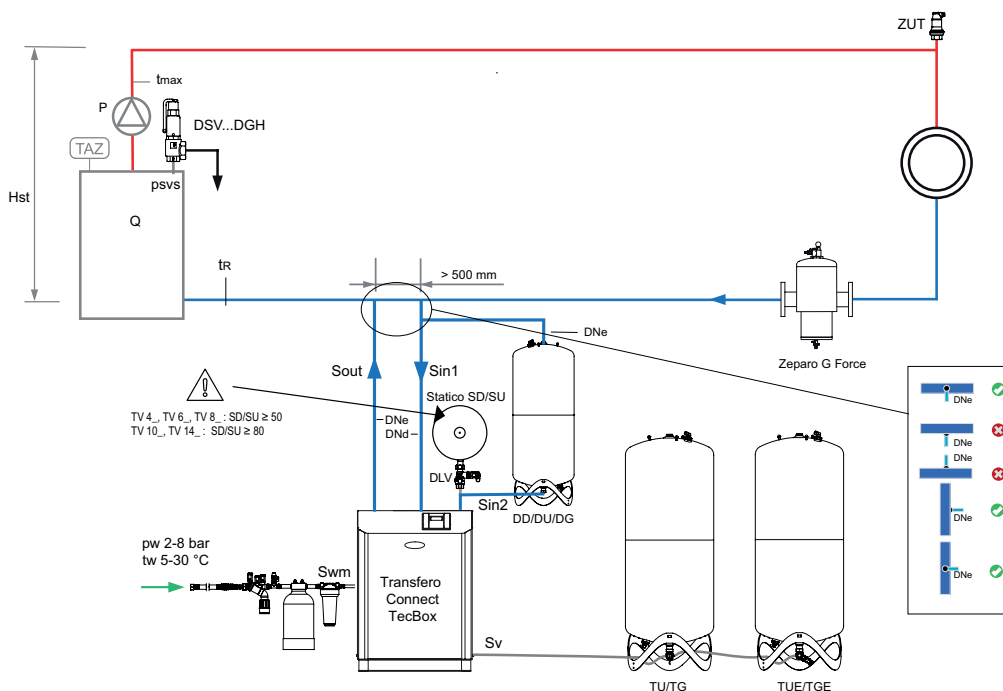 ZUT
tmax
P
DSV...DGH
TAZ
psvs
Hst
Q
tR
> 500 mm
DNe
Zeparo G Force
Sout
Sin1
Statico SD/SU
TV 4_, TV 6_, TV 8_ : SD/SU ≥ 50
TV 10_, TV 14_ : SD/SU ≥ 80
DNe
DNd
DLV
Sin2
DD/DU/DG
DNe
DNe
DNe
DNe
DNe
pw 2-8 bar
tw 5-30 °C
Swm
Transfero
Connect
TecBox
Sv
TU/TG
TUE/TGE